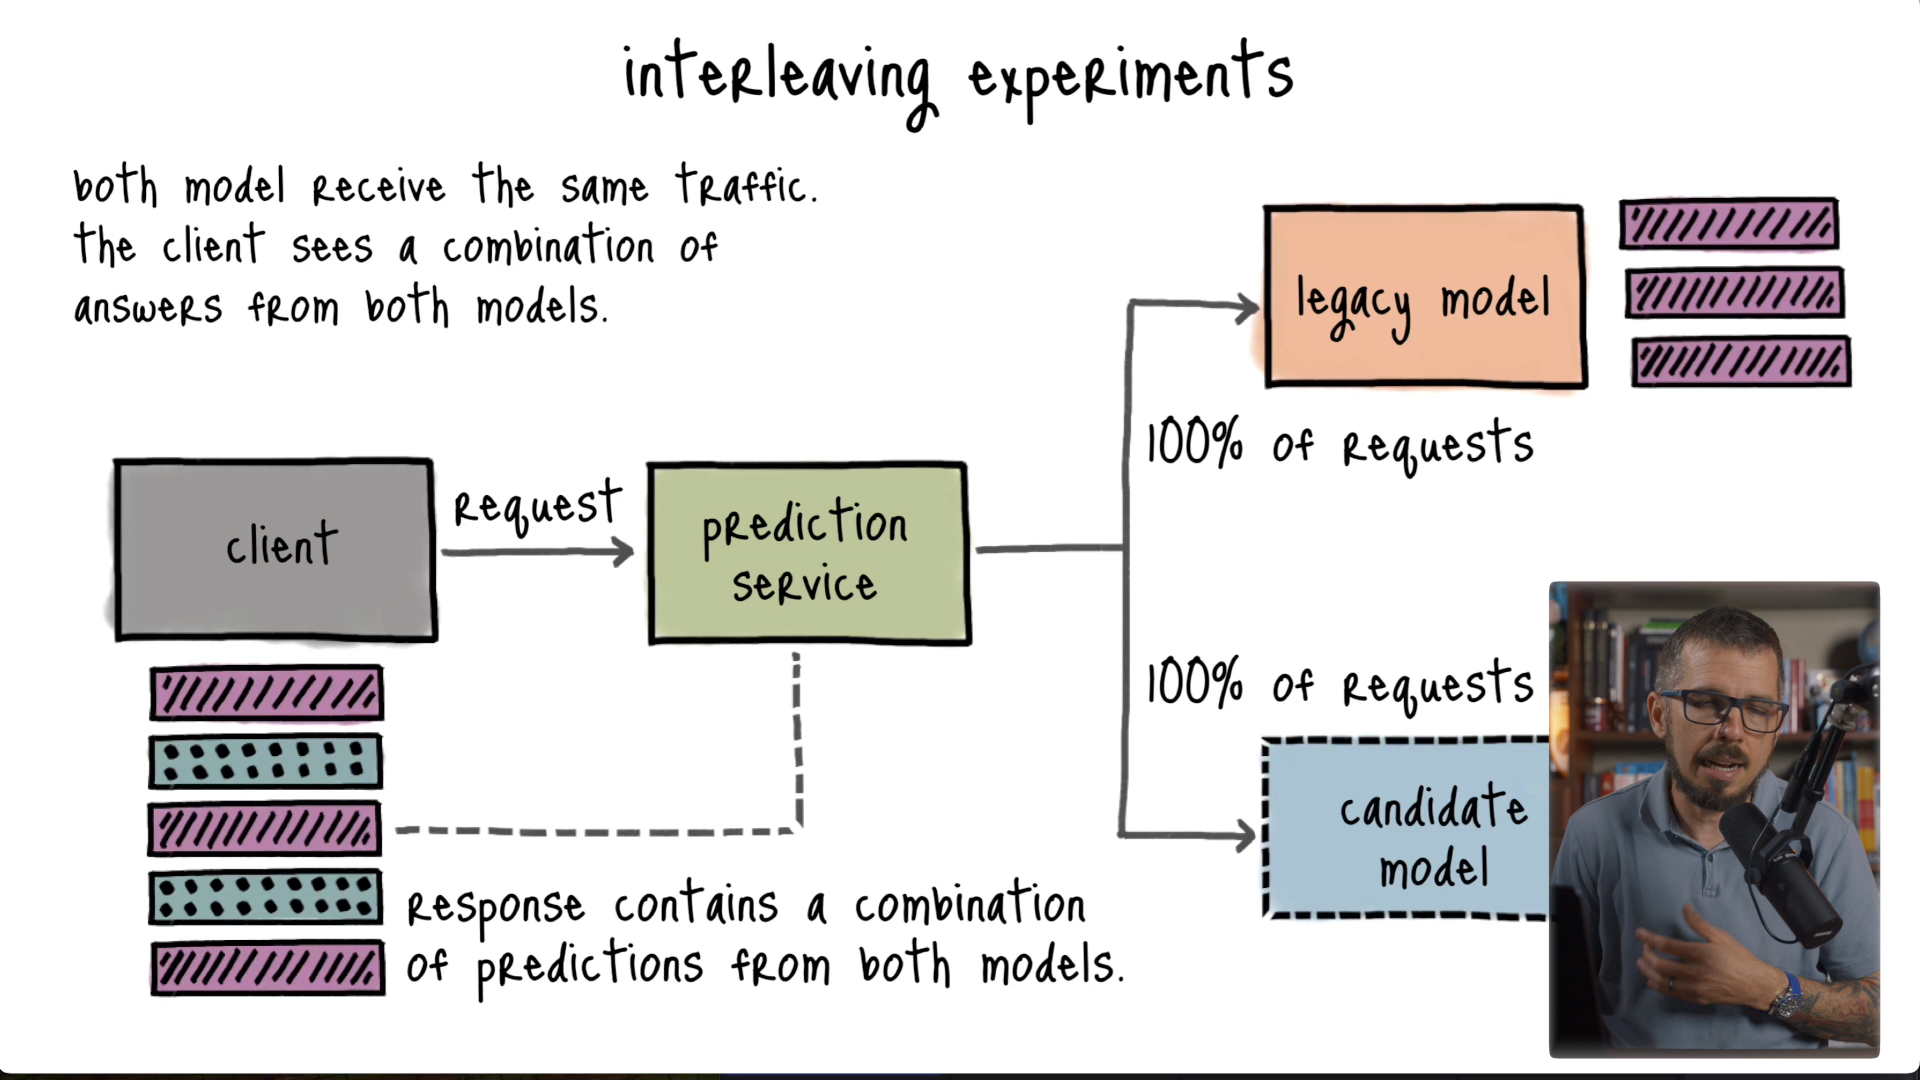 interleaving experiments
both model receive the same traffic.
the client sees a combination of
answers from both models.
legacy model
100% of requests
client
request
prediction
service
100% of requests
candidate
model
response contains a combination
of predictions from both models.